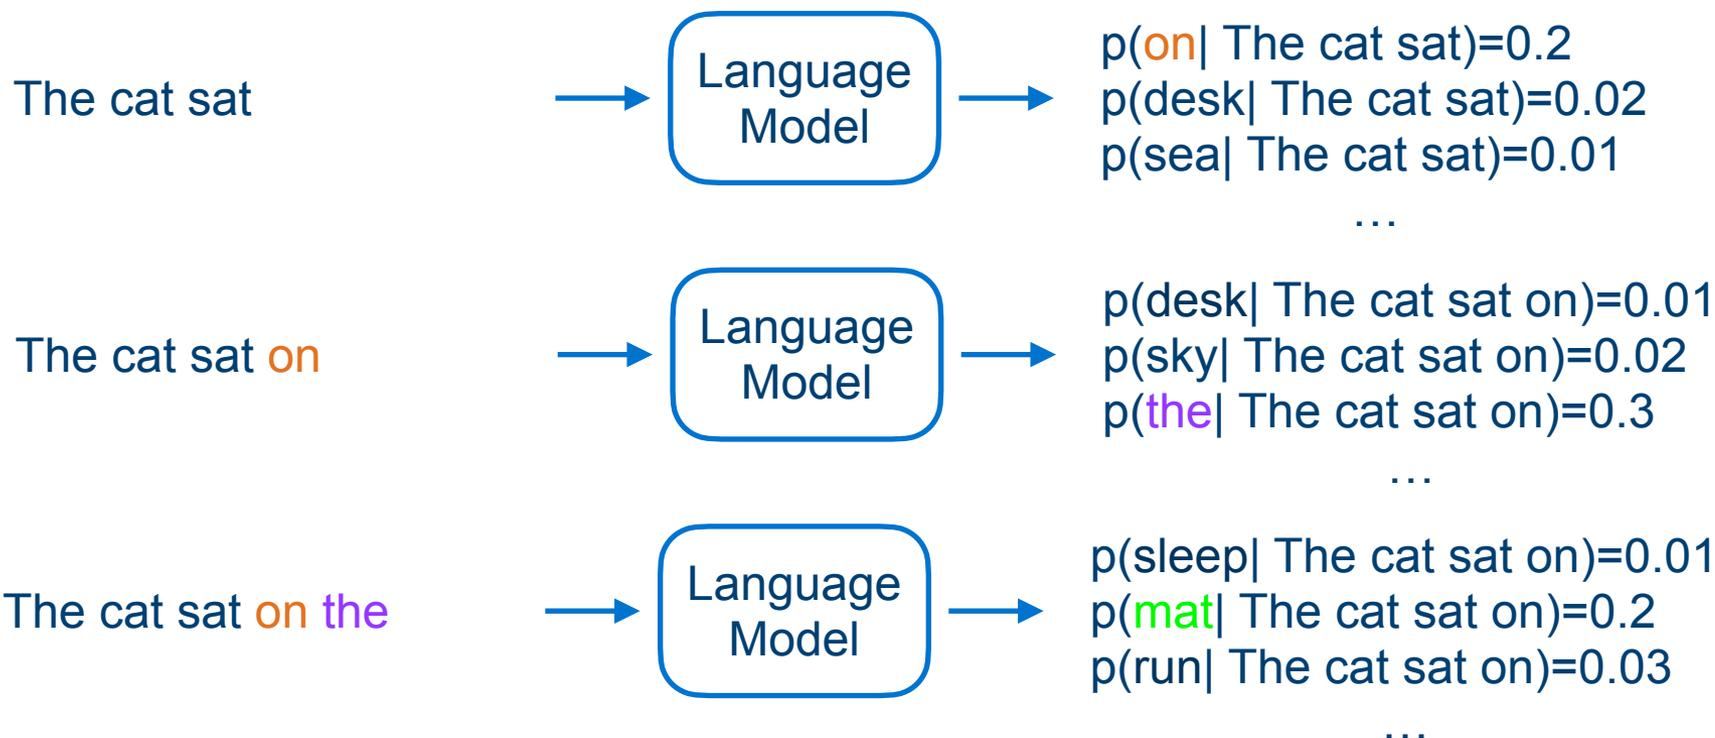 The cat sat
Language
Model
p(on| The cat sat)=0.2
p(desk| The cat sat)=0.02
p(sea| The cat sat)=0.01
…
The cat sat on
Language
Model
p(desk| The cat sat on)=0.01
p(sky| The cat sat on)=0.02
p(the| The cat sat on)=0.3
…
The cat sat on the
Language
Model
p(sleep| The cat sat on)=0.01
p(mat| The cat sat on)=0.2
p(run| The cat sat on)=0.03
…